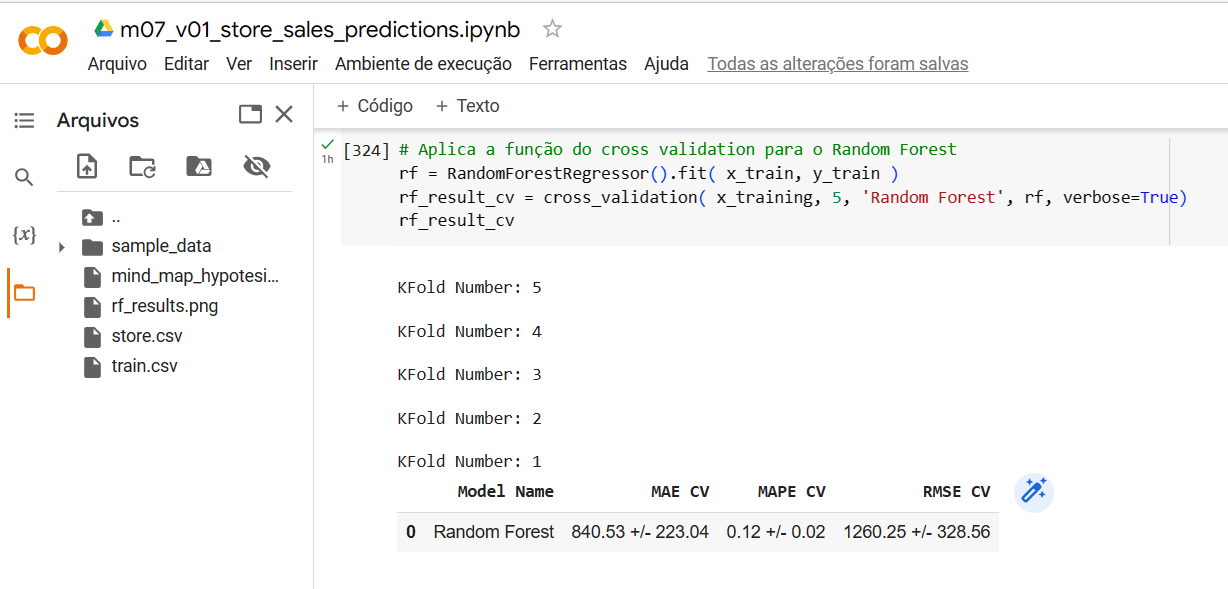 m07_v01_store_sales_predictions.ipynb
Arquivo Editar Ver Inserir Ambiente de execução Ferramentas Ajuda Todas as alterações foram salvas
Arquivos
+ Código + Texto
..
sample_data
mind_map_hypotesi...
rf_results.png
store.csv
train.csv
{x}
1h
[324] # Aplica a função do cross validation para o Random Forest
rf = RandomForestRegressor().fit( x_train, y_train )
rf_result_cv = cross_validation( x_training, 5, 'Random Forest', rf, verbose=True)
rf_result_cv
KFold Number: 5
KFold Number: 4
KFold Number: 3
KFold Number: 2
KFold Number: 1
Model Name MAE CV MAPE CV RMSE CV
0 Random Forest 840.53 +/- 223.04 0.12 +/- 0.02 1260.25 +/- 328.56